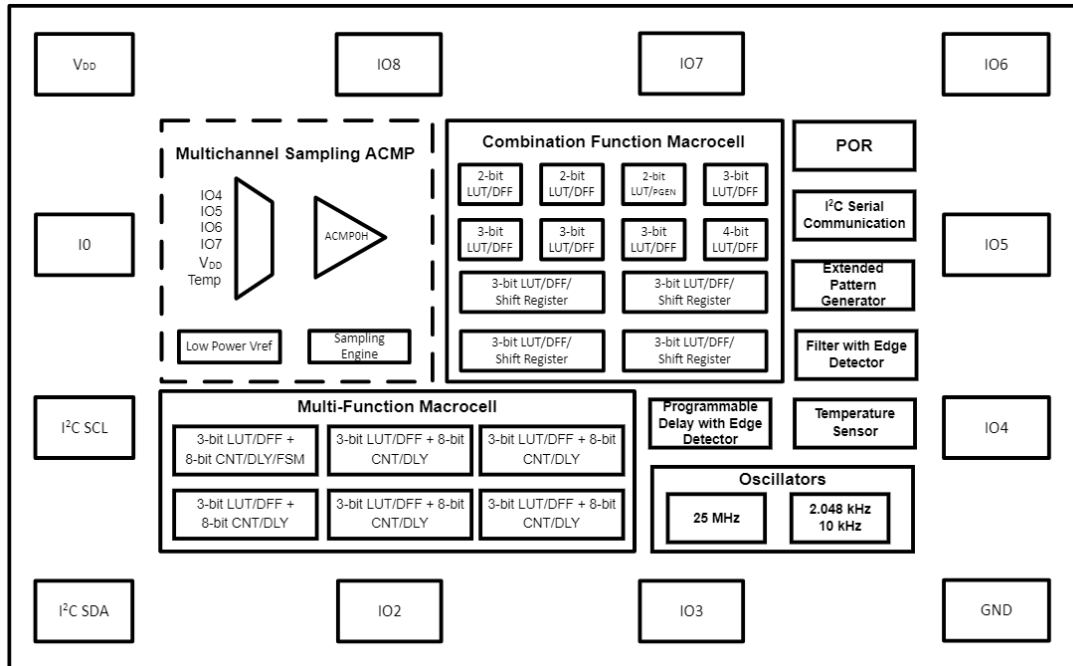 VDD
IO8
IO7
IO6
Multichannel Sampling ACMP
IO4
IO5
IO6
IO7
VDD
Temp
ACMP0H
Low Power Vref
Sampling
Engine
Combination Function Macrocell
2-bit
LUT/DFF
2-bit
LUT/DFF
2-bit
LUT/PGEN
3-bit
LUT/DFF
3-bit
LUT/DFF
3-bit
LUT/DFF
3-bit
LUT/DFF
4-bit
LUT/DFF
3-bit LUT/DFF/
Shift Register
3-bit LUT/DFF/
Shift Register
3-bit LUT/DFF/
Shift Register
3-bit LUT/DFF/
Shift Register
POR
I²C Serial
Communication
Extended
Pattern
Generator
Filter with Edge
Detector
I0
IO5
I²C SCL
Multi-Function Macrocell
3-bit LUT/DFF +
8-bit CNT/DLY/FSM
3-bit LUT/DFF + 8-bit
CNT/DLY
3-bit LUT/DFF + 8-bit
CNT/DLY
3-bit LUT/DFF +
8-bit CNT/DLY
3-bit LUT/DFF + 8-bit
CNT/DLY
3-bit LUT/DFF + 8-bit
CNT/DLY
Programmable
Delay with Edge
Detector
Temperature
Sensor
IO4
Oscillators
25 MHz
2.048 kHz
10 kHz
I²C SDA
IO2
IO3
GND